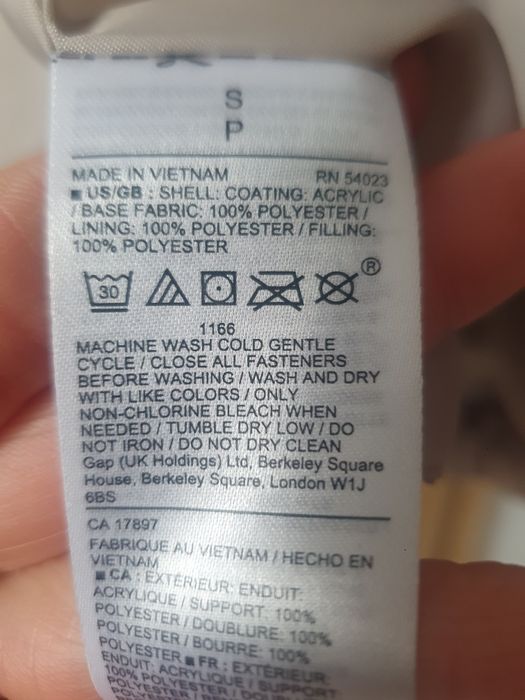 S
P
MADE IN VIETNAM RN 54023
■ US/GB : SHELL: COATING: ACRYLIC
/ BASE FABRIC: 100% POLYESTER /
LINING: 100% POLYESTER / FILLING:
100% POLYESTER
30 ®
1166
MACHINE WASH COLD GENTLE
CYCLE / CLOSE ALL FASTENERS
BEFORE WASHING / WASH AND DRY
WITH LIKE COLORS / ONLY
NON-CHLORINE BLEACH WHEN
NEEDED / TUMBLE DRY LOW / DO
NOT IRON / DO NOT DRY CLEAN
Gap (UK Holdings) Ltd, Berkeley Square
House, Berkeley Square, London W1J
6BS
CA 17897
FABRIQUE AU VIETNAM / HECHO EN
VIETNAM
■ CA : EXTÉRIEUR: ENDUIT:
ACRYLIQUE / SUPPORT: 100%
POLYESTER / DOUBLURE: 100%
POLYESTER / BOURRE: 100%
POLYESTER ■ FR : EXTÉRIEUR:
ENDUIT: ACRYLIQUE / SUPPORT:
100% POLYESTER /